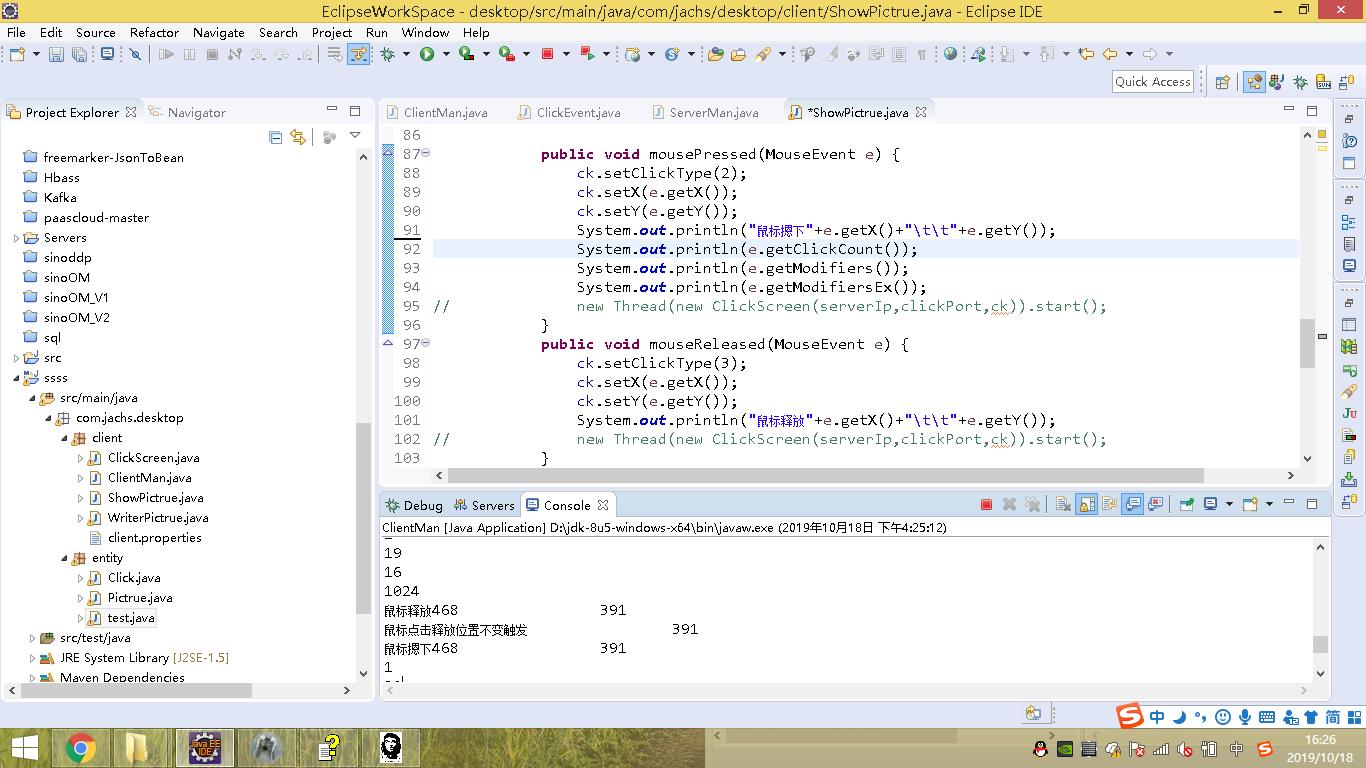 EclipseWorkSpace - desktop/src/main/java/com/jachs/desktop/client/ShowPictrue.java - Eclipse IDE
File Edit Source Refactor Navigate Search Project Run Window Help
Quick Access
Project Explorer Navigator
freemarker-JsonToBean
Hbass
Kafka
paascloud-master
Servers
sinoddp
sinoOM
sinoOM_V1
sinoOM_V2
sql
src
ssss
src/main/java
com.jachs.desktop
client
ClickScreen.java
ClientMan.java
ShowPictrue.java
WriterPictrue.java
client.properties
entity
Click.java
Pictrue.java
test.java
src/test/java
JRE System Library [J2SE-1.5]
Maven Dependencies
ClientMan.java ClickEvent.java ServerMan.java *ShowPictrue.java
86
87 public void mousePressed(MouseEvent e) {
88 ck.setClickType(2);
89 ck.setX(e.getX());
90 ck.setY(e.getY());
91 System.out.println("鼠标摁下"+e.getX()+"\t\t"+e.getY());
92 System.out.println(e.getClickCount());
93 System.out.println(e.getModifiers());
94 System.out.println(e.getModifiersEx());
95 // new Thread(new ClickScreen(serverIp,clickPort,ck)).start();
96 }
97 public void mouseReleased(MouseEvent e) {
98 ck.setClickType(3);
99 ck.setX(e.getX());
100 ck.setY(e.getY());
101 System.out.println("鼠标释放"+e.getX()+"\t\t"+e.getY());
102 // new Thread(new ClickScreen(serverIp,clickPort,ck)).start();
103 }
Debug Servers Console
ClientMan [Java Application] D:\jdk-8u5-windows-x64\bin\javaw.exe (2019年10月18日 下午4:25:12)
19
16
1024
鼠标释放468 391
鼠标点击释放位置不变触发 391
鼠标摁下468 391
1
中 简
Java EE
IDE
中
16:26
2019/10/18